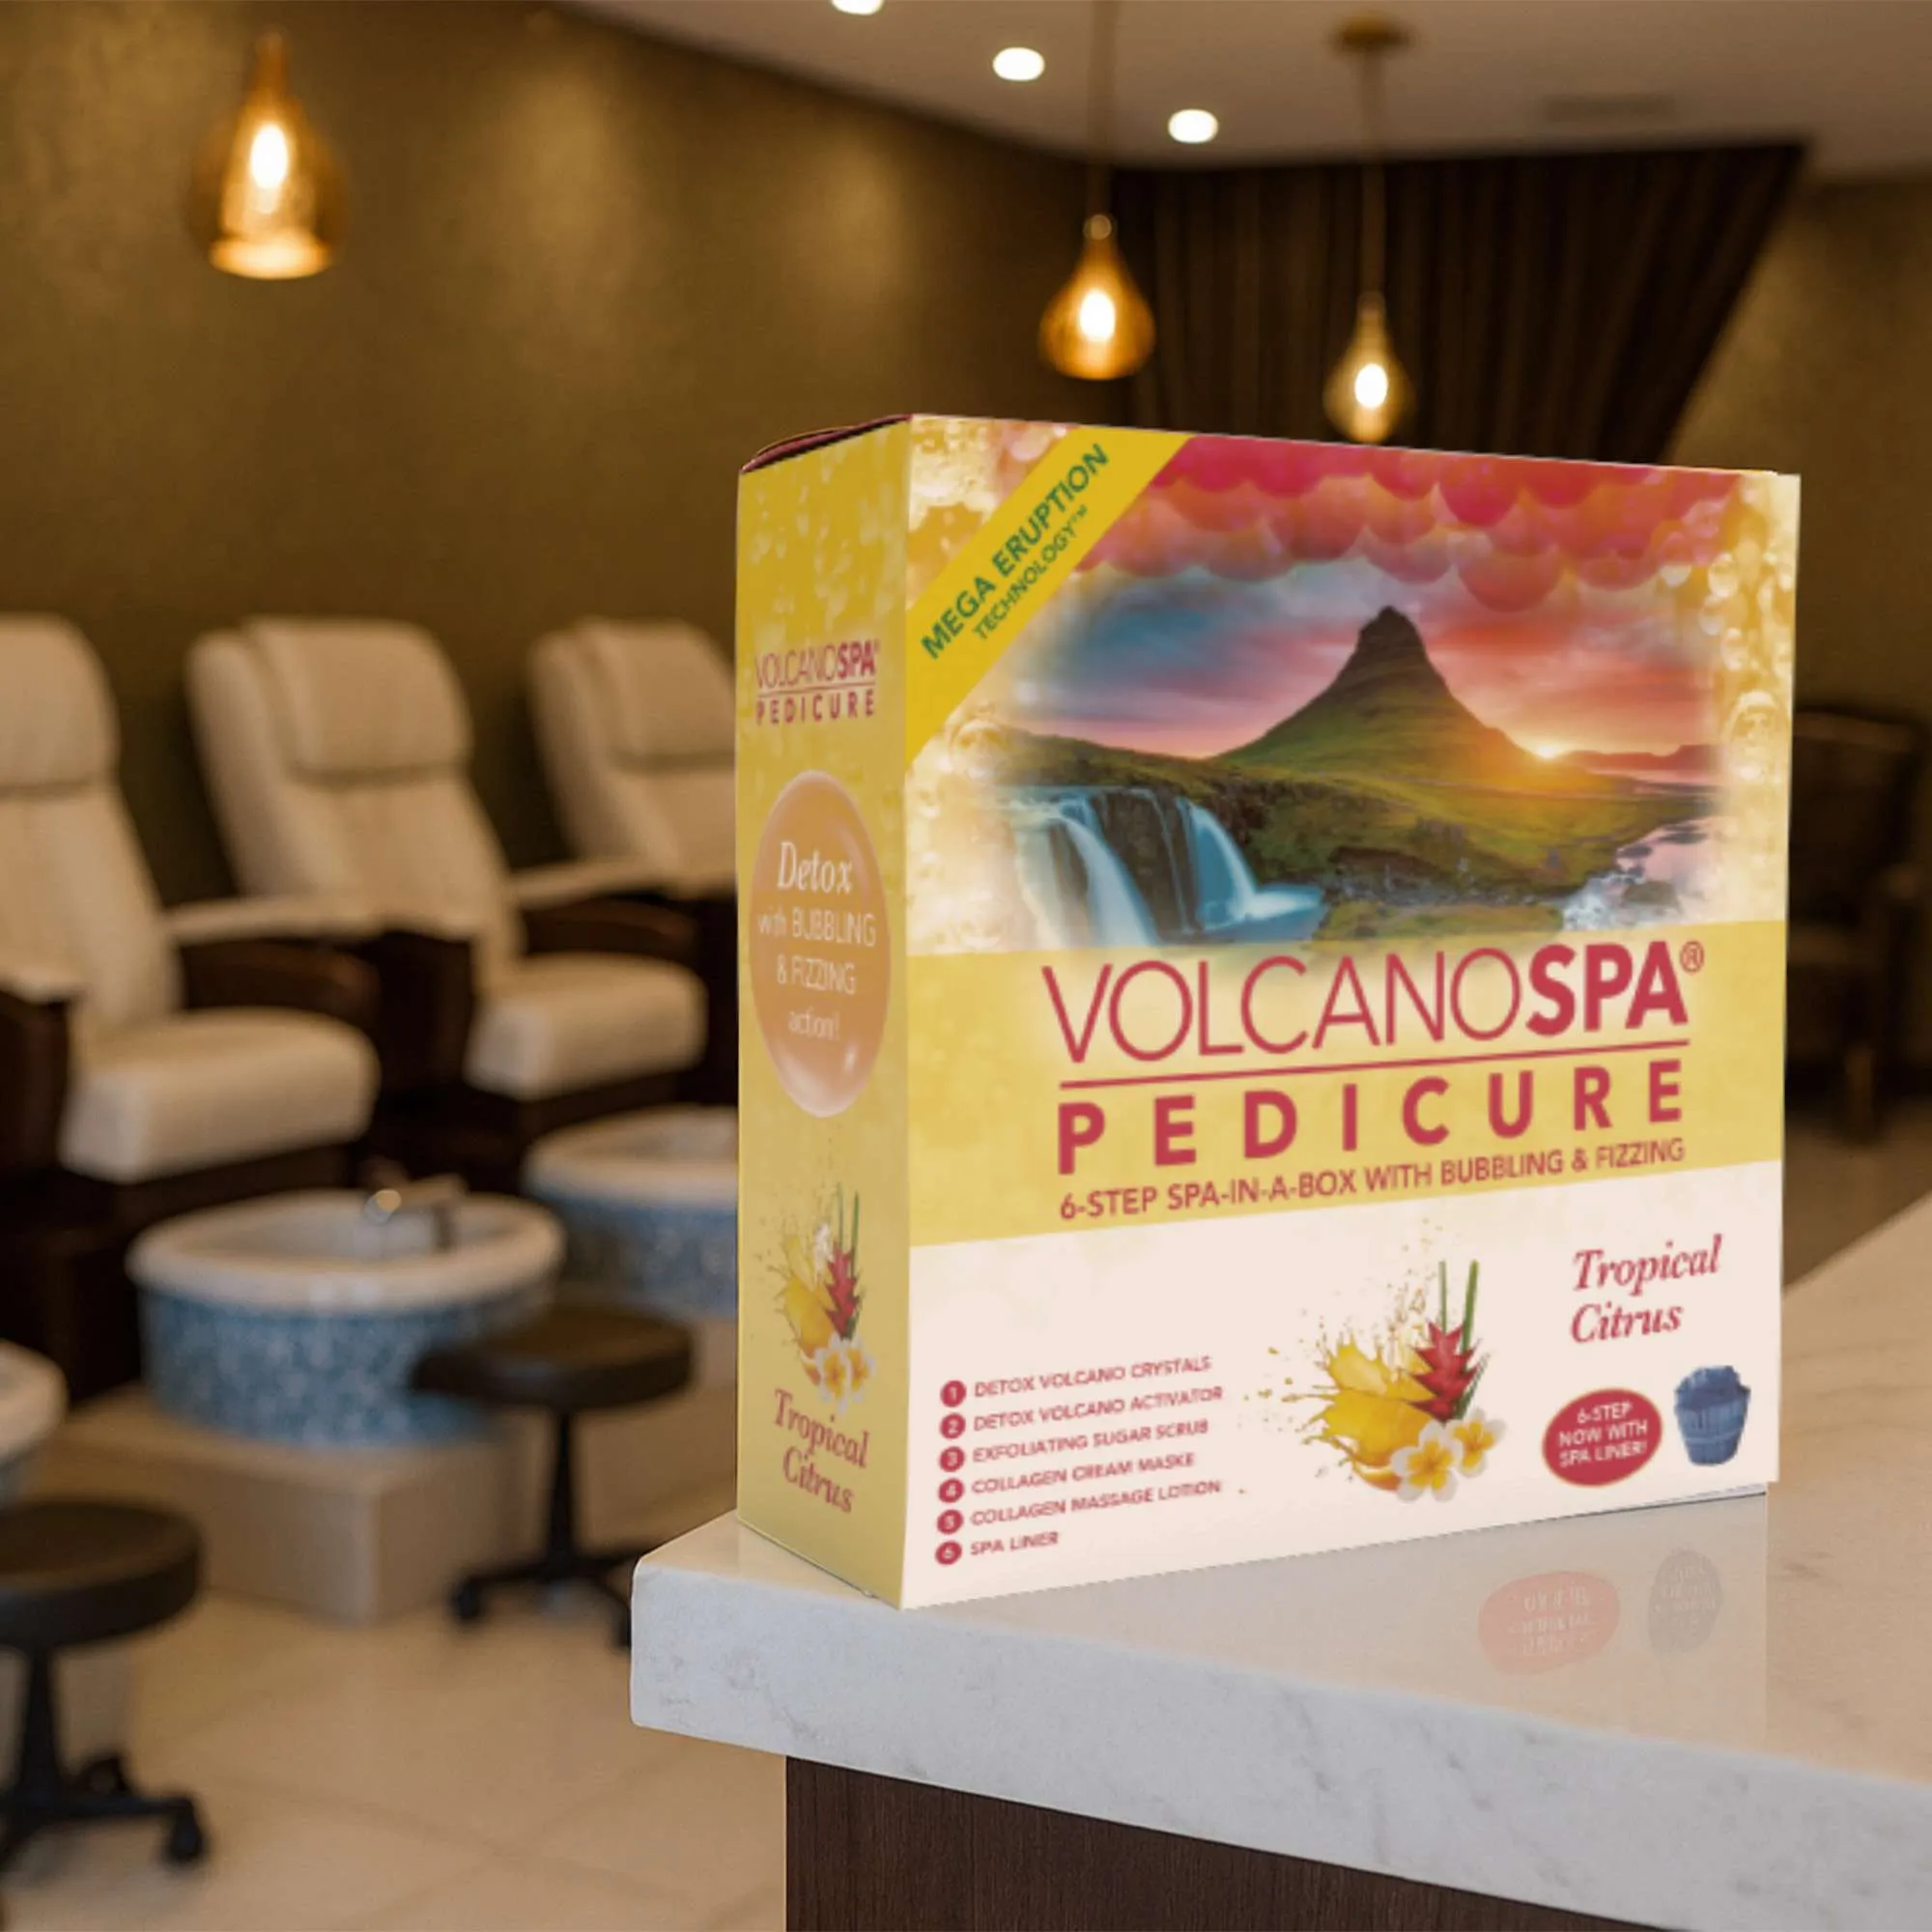 MEGA ERUPTION
TECHNOLOGY™
VOLCANOSPA®
PEDICURE
Detox
with BUBBLING
& FIZZING
action!
Tropical
Citrus
VOLCANOSPA®
PEDICURE
6-STEP SPA-IN-A-BOX WITH BUBBLING & FIZZING
Tropical
Citrus
1 DETOX VOLCANO CRYSTALS
2 DETOX VOLCANO ACTIVATOR
3 EXFOLIATING SUGAR SCRUB
4 COLLAGEN CREAM MASKE
5 COLLAGEN MASSAGE LOTION
6 SPA LINER
6-STEP
NOW WITH
SPA LINER!